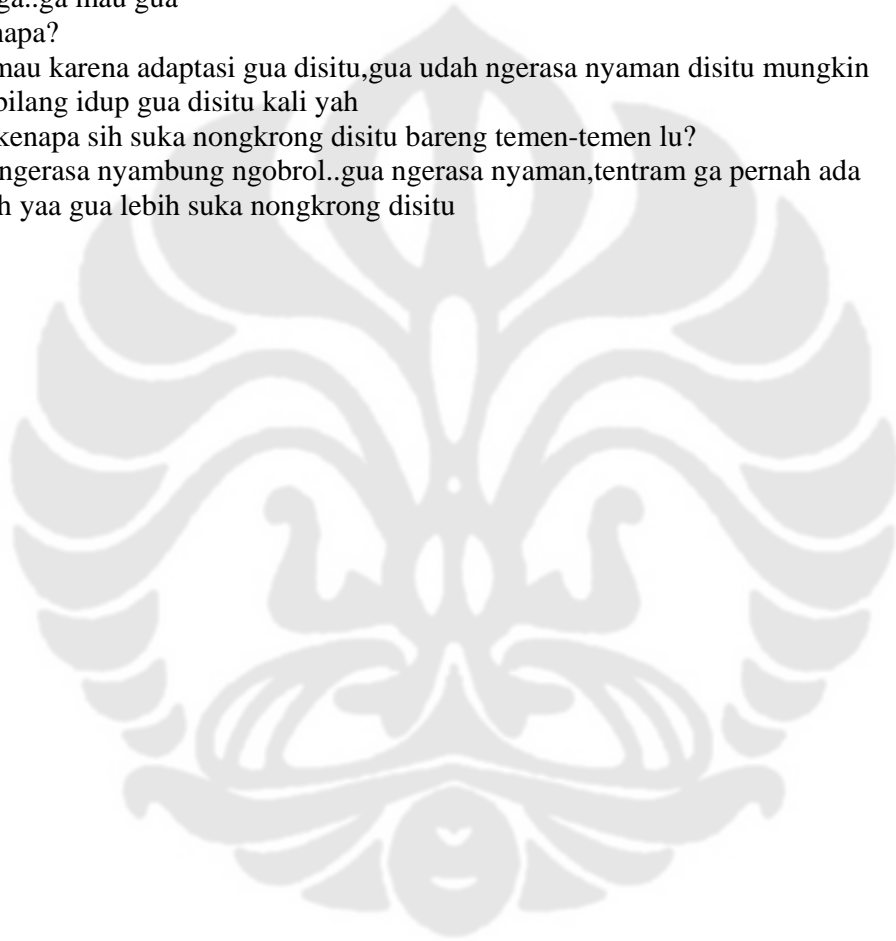 ga..ga mau gua
napa?
mau karena adaptasi gua disitu,gua udah ngerasa nyaman disitu mungkin
bilang idup gua disitu kali yah
kenapa sih suka nongkrong disitu bareng temen-temen lu?
ngerasa nyambung ngobrol..gua ngerasa nyaman,tentram ga pernah ada
h yaa gua lebih suka nongkrong disitu